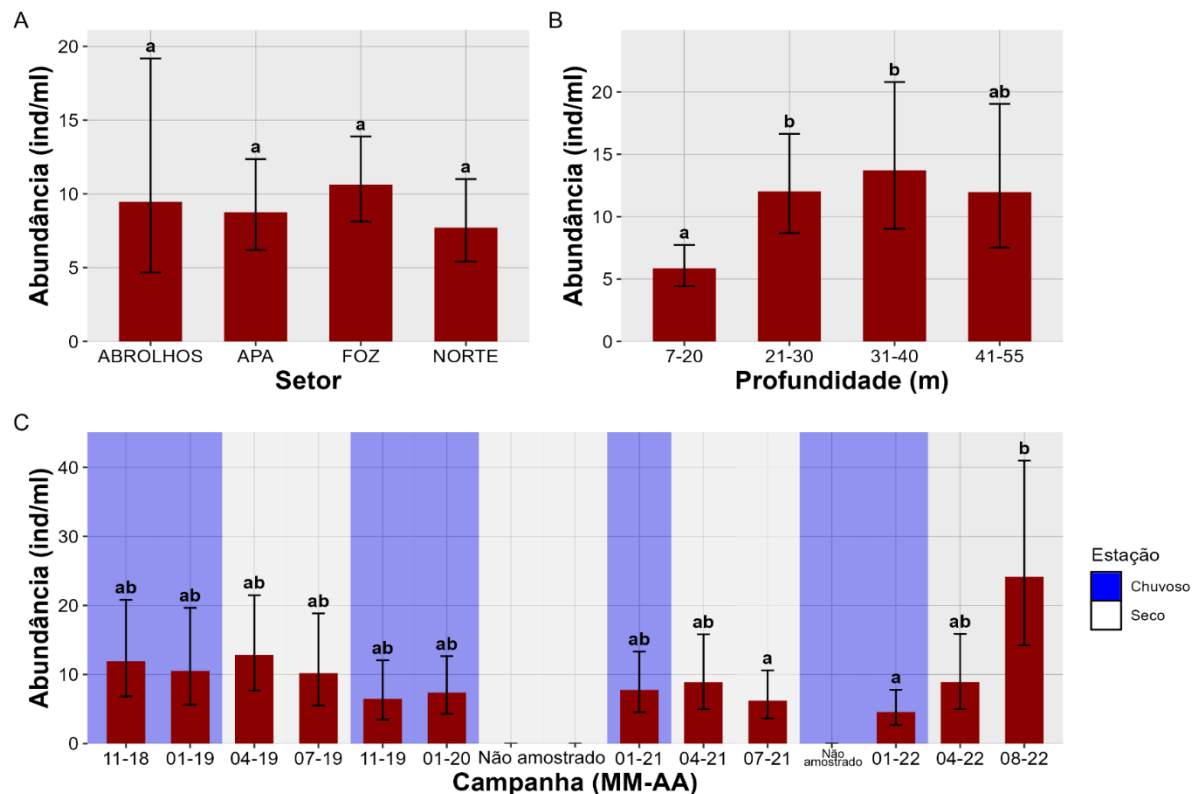 A
Abundância (ind/ml)
20
15
10
5
0
a
a
a
a
ABROLHOS
APA
FOZ
NORTE
Setor
B
Abundância (ind/ml)
20
15
10
5
0
a
b
b
ab
7-20
21-30
31-40
41-55
Profundidade (m)
C
Abundância (ind/ml)
40
30
20
10
0
ab
ab
ab
ab
ab
ab
ab
ab
a
a
ab
b
11-18
01-19
04-19
07-19
11-19
01-20
Não amostrado
01-21
04-21
07-21
Não
amostrado
01-22
04-22
08-22
Campanha (MM-AA)
Estação
Chuvoso
Seco